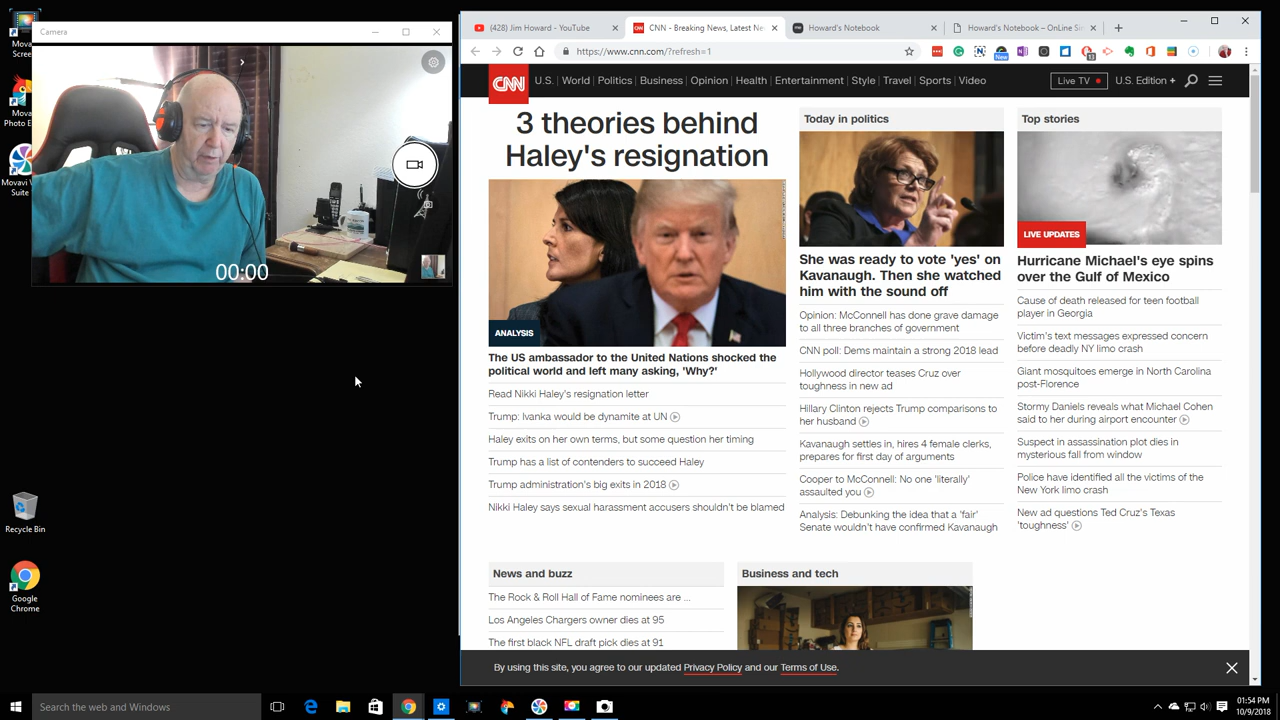 Mova
Screen
Mova
Photo E
Movavi V
Suite
Recycle Bin
Google
Chrome
Camera
00:00
(428) Jim Howard - YouTube
CNN - Breaking News, Latest Ne
Howard's Notebook
Howard's Notebook – OnLine Sit
https://www.cnn.com/?refresh=1
New
13
CNN
U.S.
World
Politics
Business
Opinion
Health
Entertainment
Style
Travel
Sports
Video
Live TV
U.S. Edition +
3 theories behind
Haley's resignation
ANALYSIS
The US ambassador to the United Nations shocked the
political world and left many asking, 'Why?'
Read Nikki Haley's resignation letter
Trump: Ivanka would be dynamite at UN
Haley exits on her own terms, but some question her timing
Trump has a list of contenders to succeed Haley
Trump administration's big exits in 2018
Nikki Haley says sexual harassment accusers shouldn't be blamed
Today in politics
She was ready to vote 'yes' on
Kavanaugh. Then she watched
him with the sound off
Opinion: McConnell has done grave damage
to all three branches of government
CNN poll: Dems maintain a strong 2018 lead
Hollywood director teases Cruz over
toughness in new ad
Hillary Clinton rejects Trump comparisons to
her husband
Kavanaugh settles in, hires 4 female clerks,
prepares for first day of arguments
Cooper to McConnell: No one 'literally'
assaulted you
Analysis: Debunking the idea that a 'fair'
Senate wouldn't have confirmed Kavanaugh
Top stories
LIVE UPDATES
Hurricane Michael's eye spins
over the Gulf of Mexico
Cause of death released for teen football
player in Georgia
Victim's text messages expressed concern
before deadly NY limo crash
Giant mosquitoes emerge in North Carolina
post-Florence
Stormy Daniels reveals what Michael Cohen
said to her during airport encounter
Suspect in assassination plot dies in
mysterious fall from window
Police have identified all the victims of the
New York limo crash
New ad questions Ted Cruz's Texas
'toughness'
News and buzz
The Rock & Roll Hall of Fame nominees are ...
Los Angeles Chargers owner dies at 95
The first black NFL draft pick dies at 91
Business and tech
By using this site, you agree to our updated Privacy Policy and our Terms of Use.
Search the web and Windows
01:54 PM
10/9/2018